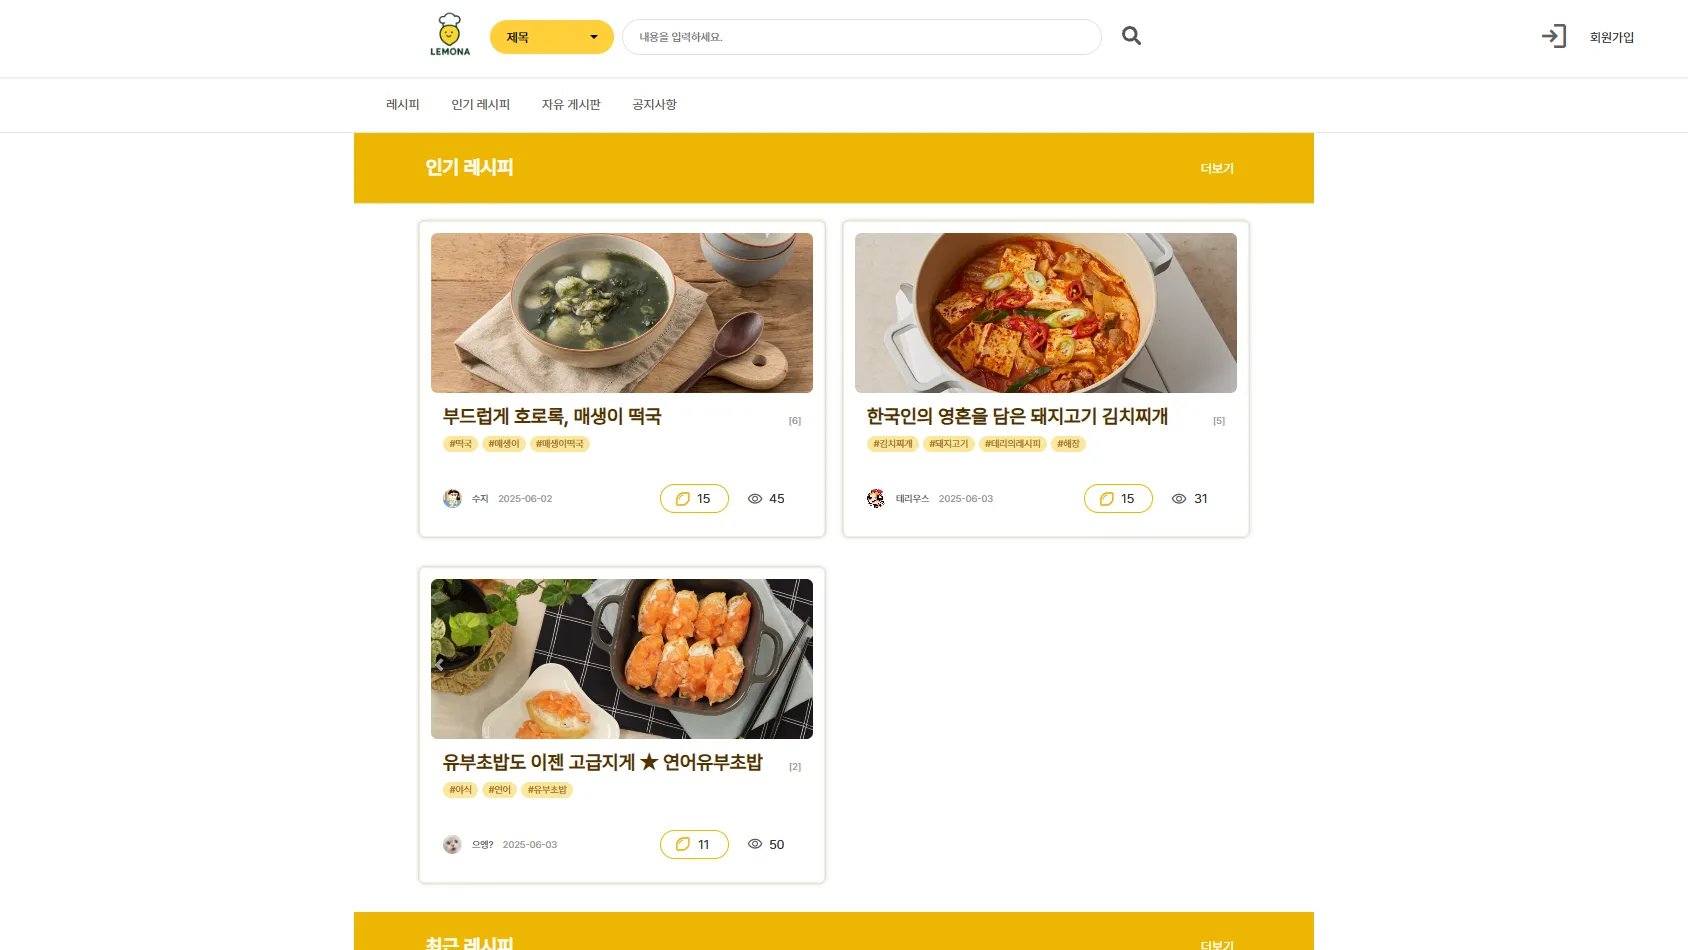 LEMONA
제목
내용을 입력하세요.
회원가입
레시피
인기 레시피
자유 게시판
공지사항
인기 레시피
더보기
부드럽게 호로록, 매생이 떡국
[6]
#떡국 #매생이 #매생이떡국
수지 2025-06-02
15
45
한국인의 영혼을 담은 돼지고기 김치찌개
[5]
#김치찌개 #돼지고기 #테리의레시피 #해장
테리우스 2025-06-03
15
31
유부초밥도 이젠 고급지게 ★ 연어유부초밥
[2]
#야식 #연어 #유부초밥
으엥? 2025-06-03
11
50
최근 레시피
더보기